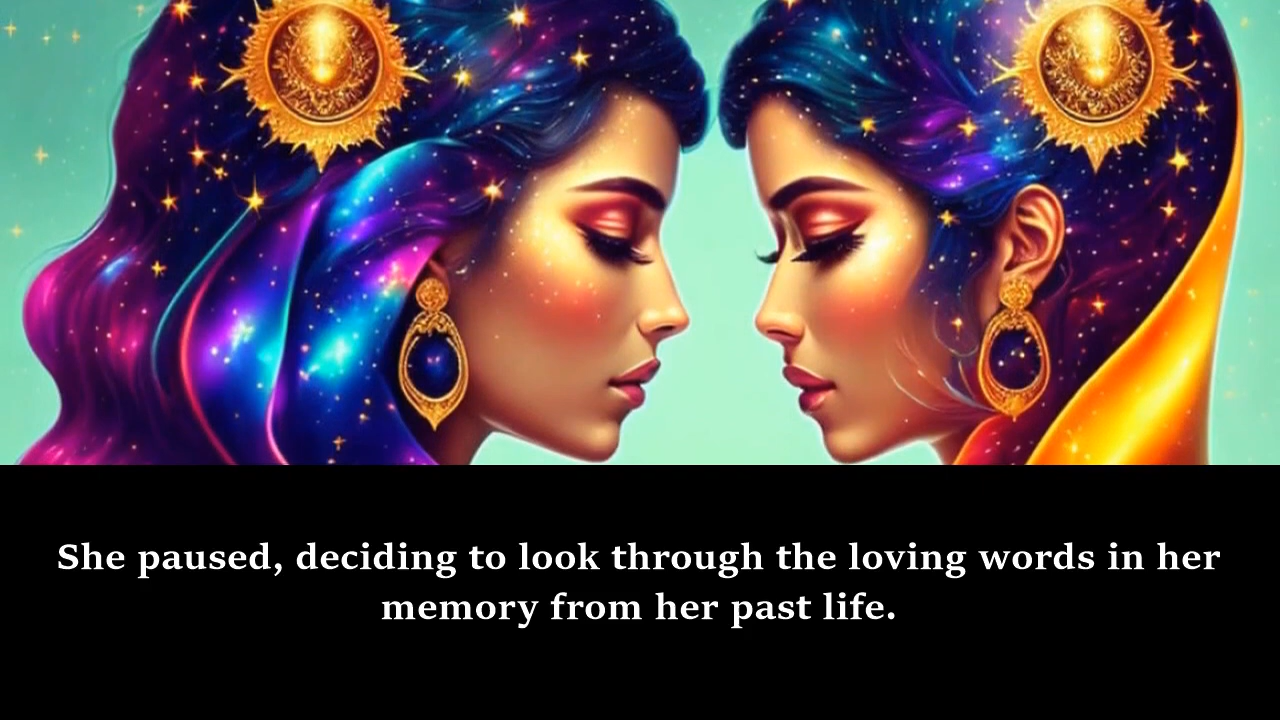 She paused, deciding to look through the loving words in her
memory from her past life.